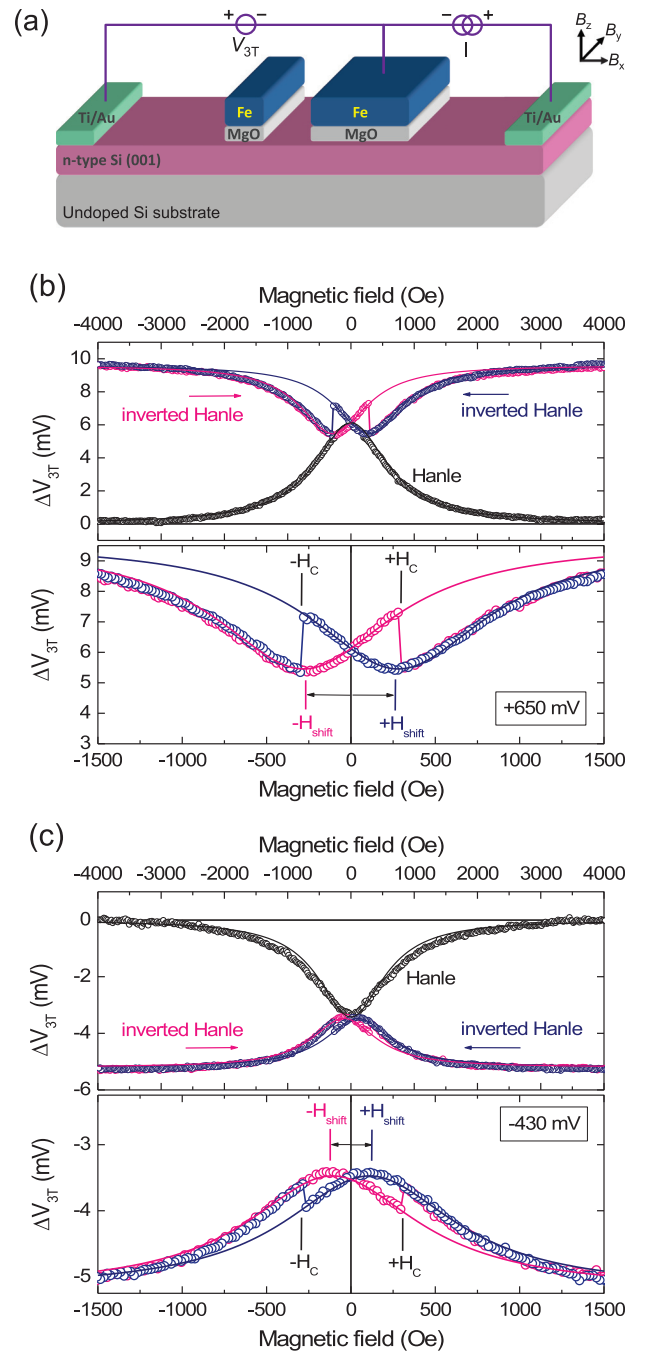 (a)
+ −
V3T
− +
I
Bz
By
Bx
Ti/Au
Fe
MgO
Fe
MgO
Ti/Au
n-type Si (001)
Undoped Si substrate
(b)
Magnetic field (Oe)
-4000 -3000 -2000 -1000 0 1000 2000 3000 4000
10
8
6
4
2
0
ΔV3T (mV)
inverted Hanle
inverted Hanle
Hanle
9
8
7
6
5
4
3
ΔV3T (mV)
-HC
+HC
-Hshift
+Hshift
+650 mV
-1500 -1000 -500 0 500 1000 1500
Magnetic field (Oe)
(c)
Magnetic field (Oe)
-4000 -3000 -2000 -1000 0 1000 2000 3000 4000
0
-2
-4
-6
ΔV3T (mV)
Hanle
inverted Hanle
inverted Hanle
-3
-4
-5
ΔV3T (mV)
-Hshift
+Hshift
-430 mV
-HC
+HC
-1500 -1000 -500 0 500 1000 1500
Magnetic field (Oe)